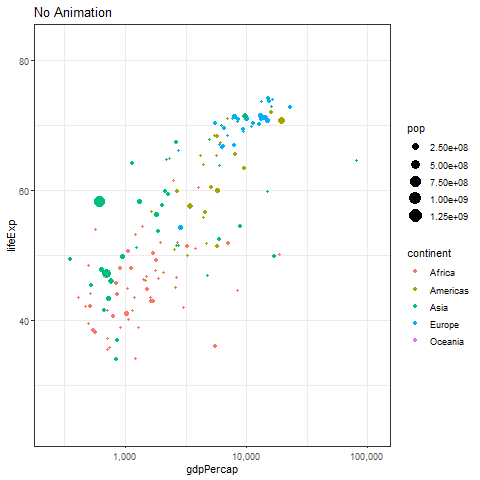 No Animation
80
60
40
lifeExp
1,000
10,000
100,000
gdpPercap
pop
2.50e+08
5.00e+08
7.50e+08
1.00e+09
1.25e+09
continent
Africa
Americas
Asia
Europe
Oceania